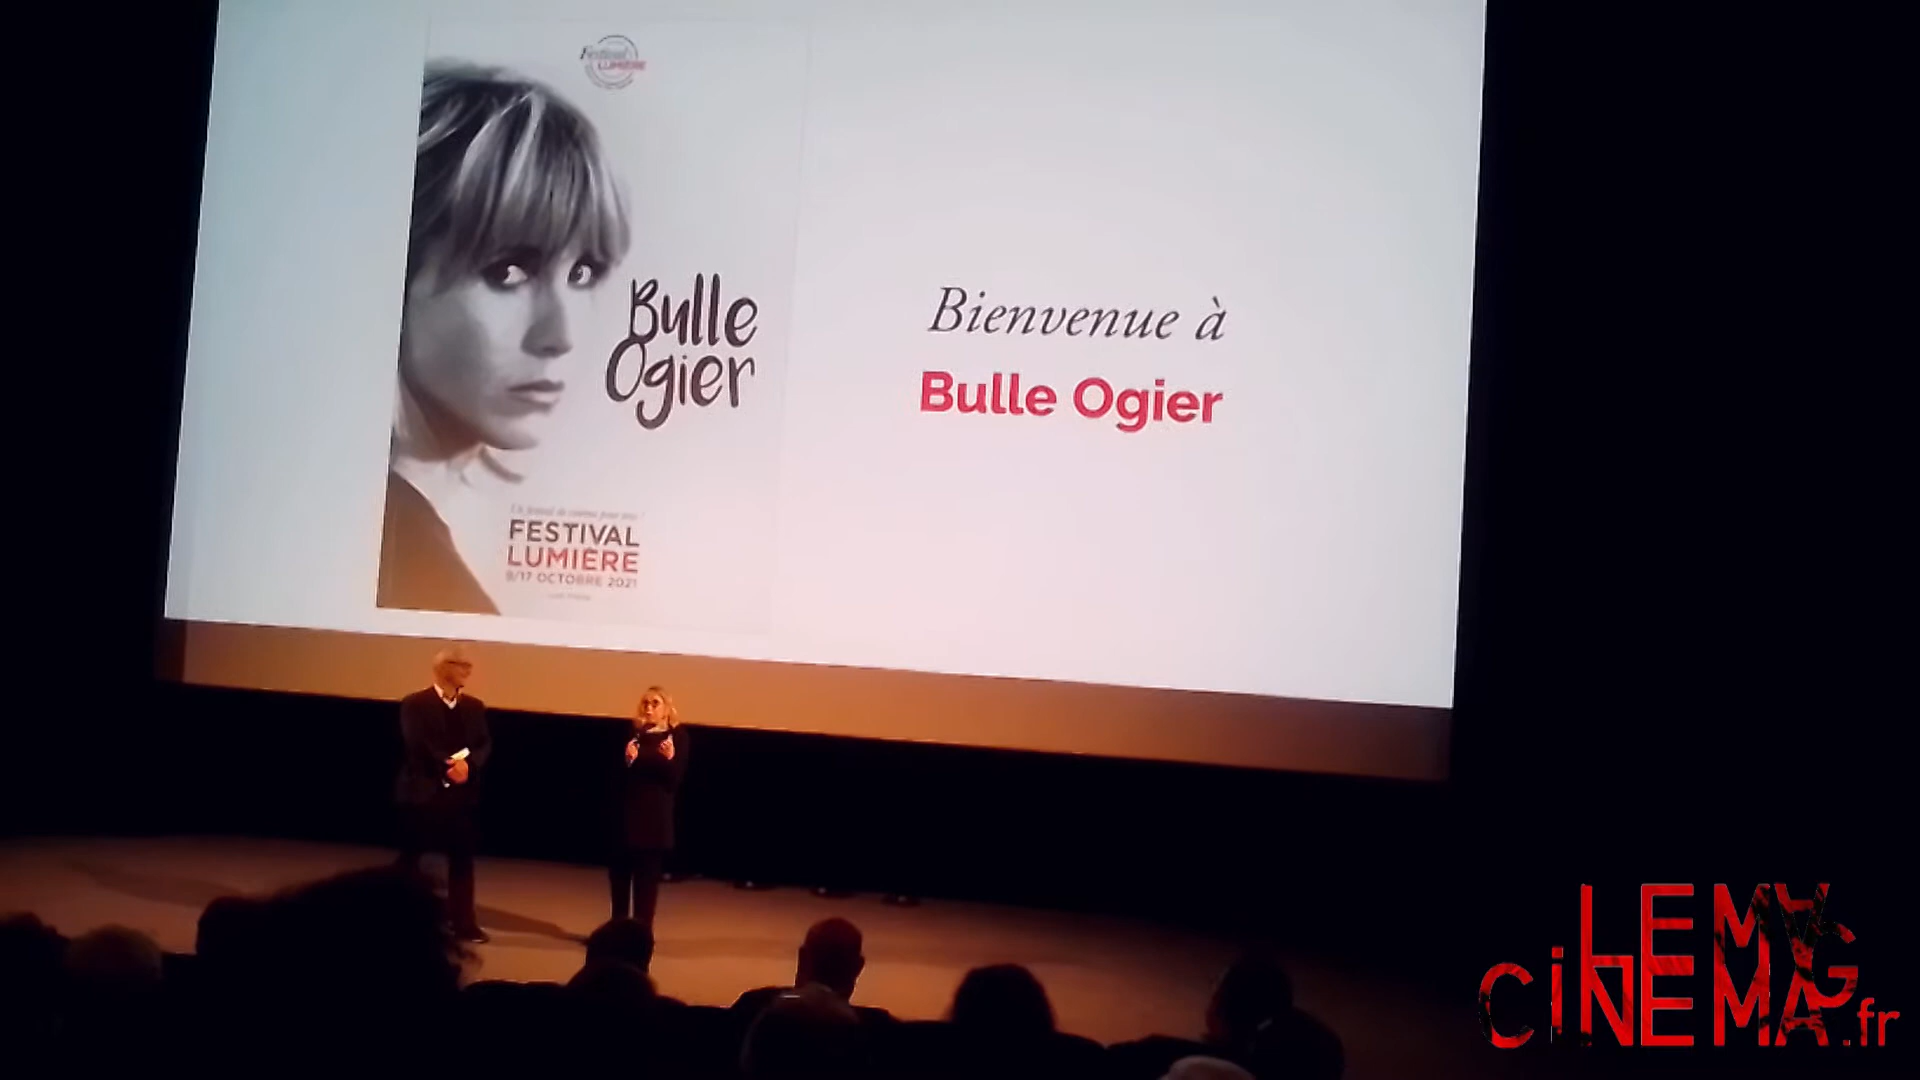 Festival
LUMIÈRE
Bulle
Ogier
FESTIVAL
LUMIÈRE
9/17 OCTOBRE 2021
Bienvenue à
Bulle Ogier
LEMAG
CiNEMA.fr